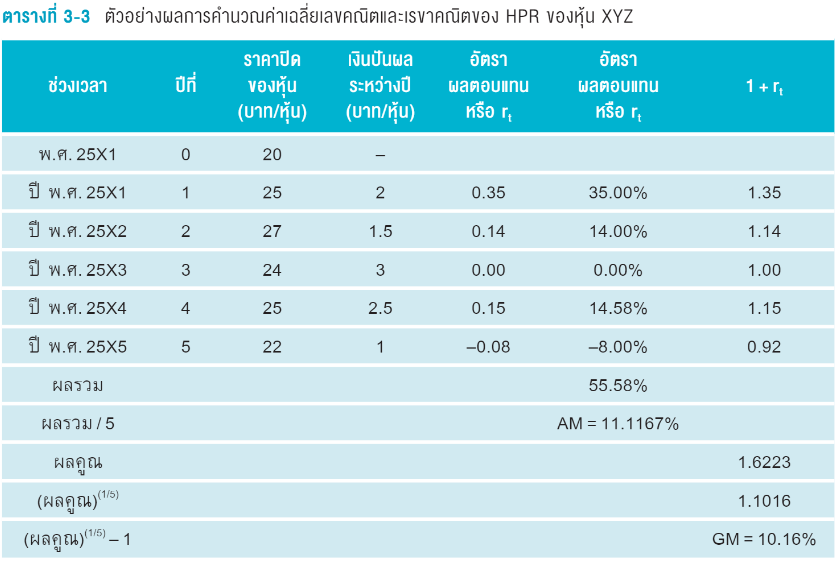 ตารางที่ 3-3 ตัวอย่างผลการคำนวณค่าเฉลี่ยเลขคณิตและเรขาคณิตของ HPR ของหุ้น XYZ
ช่วงเวลา ปีที่ ราคาปิดของหุ้น (บาท/หุ้น) เงินปันผลระหว่างปี (บาท/หุ้น) อัตราผลตอบแทน หรือ rt อัตราผลตอบแทน หรือ rt 1 + rt
พ.ศ. 25X1 0 20 –
ปี พ.ศ. 25X1 1 25 2 0.35 35.00% 1.35
ปี พ.ศ. 25X2 2 27 1.5 0.14 14.00% 1.14
ปี พ.ศ. 25X3 3 24 3 0.00 0.00% 1.00
ปี พ.ศ. 25X4 4 25 2.5 0.15 14.58% 1.15
ปี พ.ศ. 25X5 5 22 1 –0.08 –8.00% 0.92
ผลรวม 55.58%
ผลรวม / 5 AM = 11.1167%
ผลคูณ 1.6223
(ผลคูณ)(1/5) 1.1016
(ผลคูณ)(1/5) – 1 GM = 10.16%